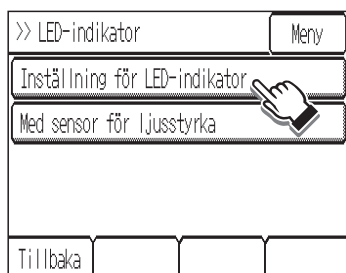 >> LED-indikator
Meny
Inställning för LED-indikator
Med sensor för ljusstyrka
Tillbaka